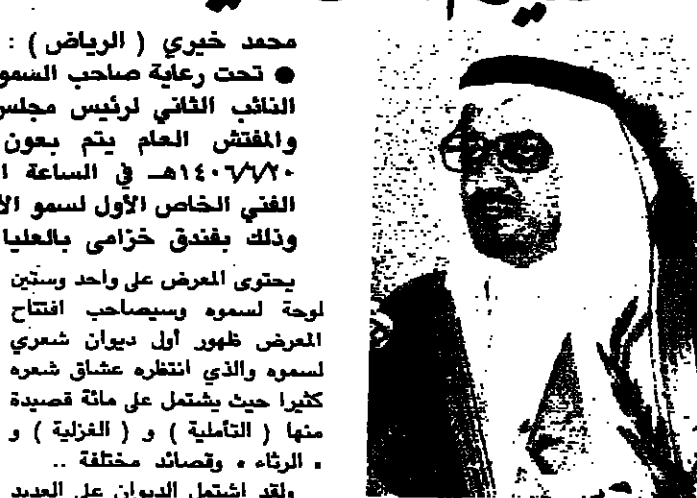 محمد خيري ( الرياض ) :
● تحت رعاية صاحب السمو
النائب الثاني لرئيس مجلس
والمفتش العام يتم بعون
١٤٠٦/٦/٢٠هـ في الساعة ا
الفني الخاص الأول لسمو الأ
وذلك بفندق خزامى بالعليا
يحتوى المعرض على واحد وستين
لوحة لسموه وسيصاحب افتتاح
المعرض ظهور أول ديوان شعري
لسموه والذي انتظره عشاق شعره
كثيرا حيث يشتمل على مائة قصيدة
منها ( التأملية ) و ( الغزلية ) و
« الرثاء » وقصائد مختلفة ..
ولقد اشتمل الديوان على العديد